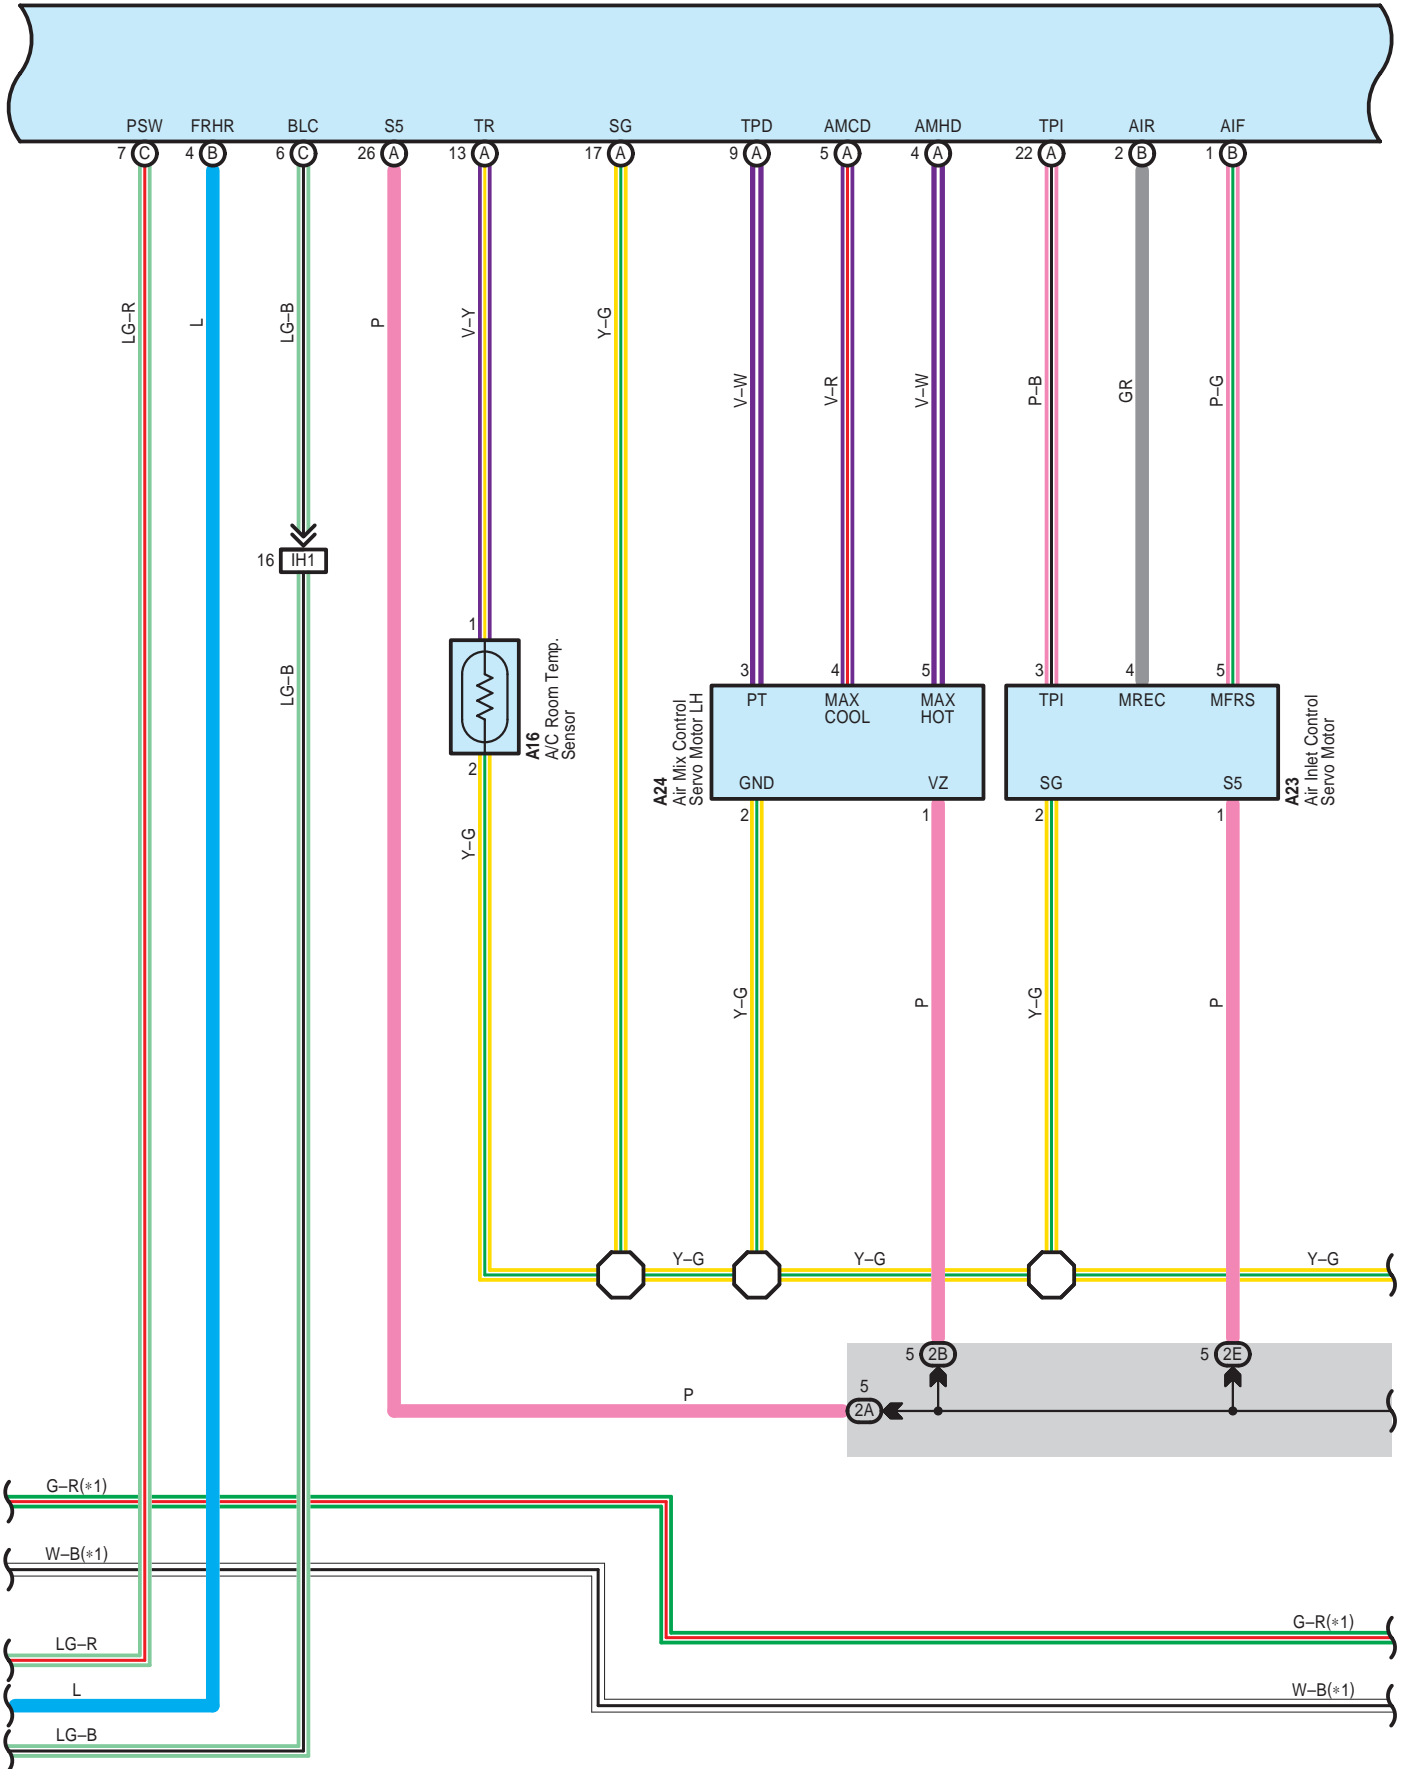 PSW FRHR BLC S5 TR SG TPD AMCD AMHD TPI AIR AIF
7 C 4 B 6 C 26 A 13 A 17 A 9 A 5 A 4 A 22 A 2 B 1 B
LG–R
L
LG–B
P
V–Y
Y–G
V–W
V–R
V–W
P–B
GR
P–G
16 IH1
LG–B
1
A16
A/C Room Temp.
Sensor
2
Y–G
3 4 5
PT MAX MAX
COOL HOT
GND VZ
A24
Air Mix Control
Servo Motor LH
2 1
3 4 5
TPI MREC MFRS
SG S5
A23
Air Inlet Control
Servo Motor
2 1
Y–G
P
Y–G
P
Y–G Y–G Y–G
5 2B 5 2E
5
P
2A
G–R(∗1)
W–B(∗1)
G–R(∗1)
LG–R
L
W–B(∗1)
LG–B